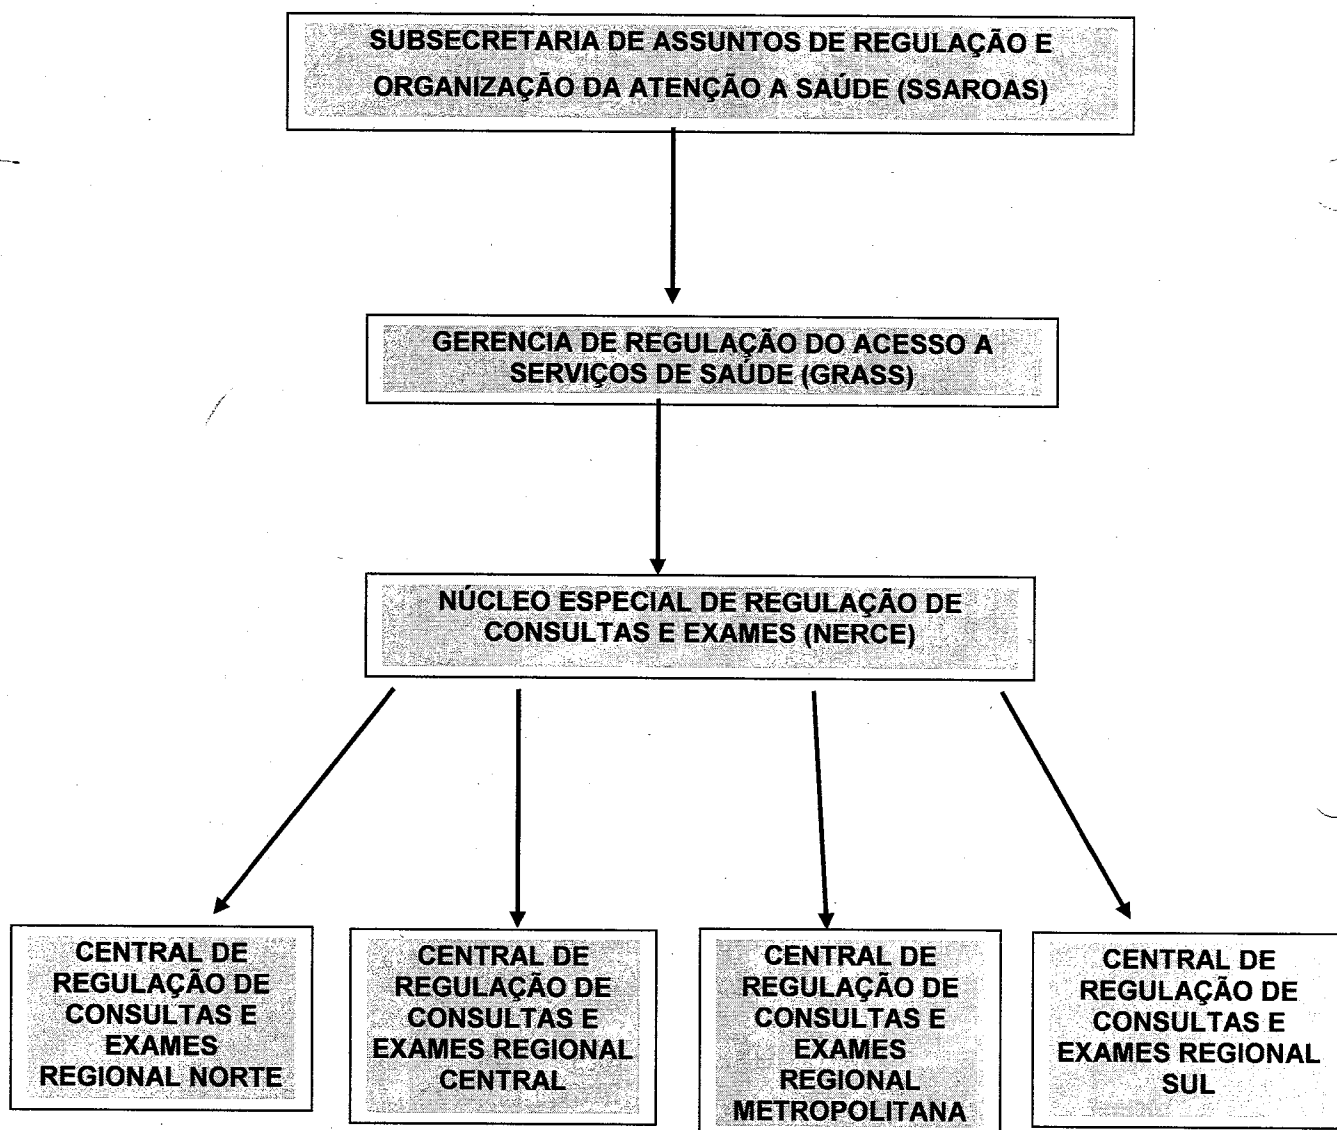 SUBSECRETARIA DE ASSUNTOS DE REGULAÇÃO E
ORGANIZAÇÃO DA ATENÇÃO A SAÚDE (SSAROAS)
GERENCIA DE REGULAÇÃO DO ACESSO A
SERVIÇOS DE SAÚDE (GRASS)
NÚCLEO ESPECIAL DE REGULAÇÃO DE
CONSULTAS E EXAMES (NERCE)
CENTRAL DE
REGULAÇÃO DE
CONSULTAS E
EXAMES
REGIONAL NORTE
CENTRAL DE
REGULAÇÃO DE
CONSULTAS E
EXAMES REGIONAL
CENTRAL
CENTRAL DE
REGULAÇÃO DE
CONSULTAS E
EXAMES
REGIONAL
METROPOLITANA
CENTRAL DE
REGULAÇÃO DE
CONSULTAS E
EXAMES REGIONAL
SUL